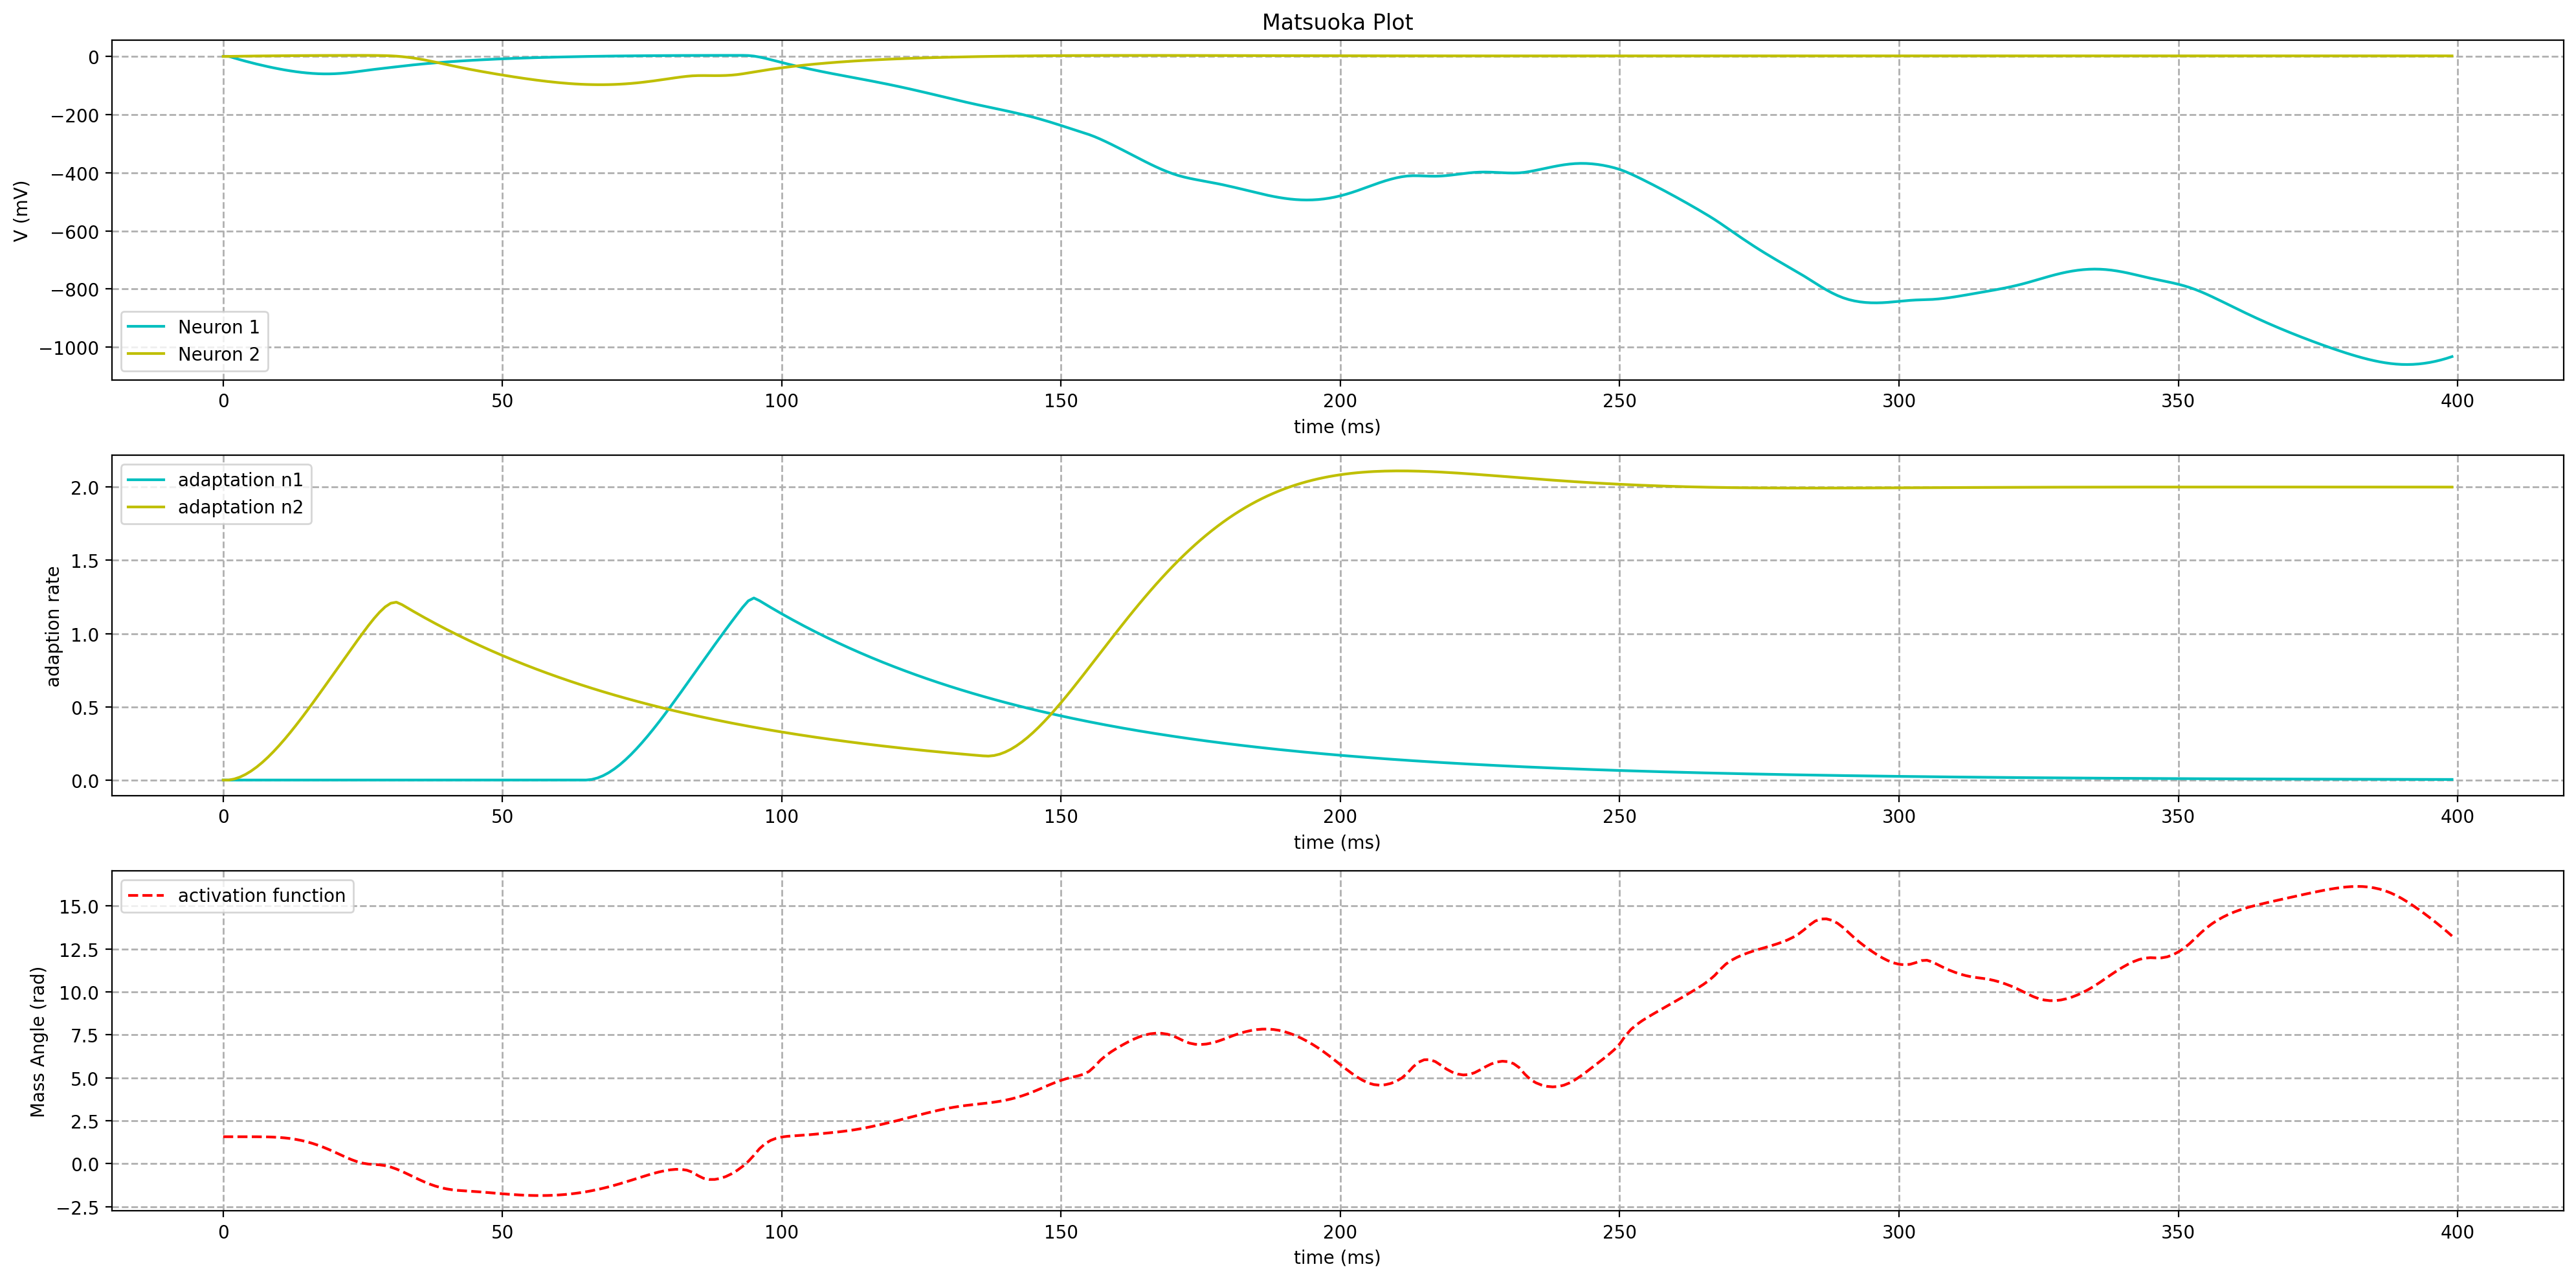 Matsuoka Plot
V (mV)
0
−200
−400
−600
−800
−1000
Neuron 1
Neuron 2
0 50 100 150 200 250 300 350 400
time (ms)
adaption rate
2.0
1.5
1.0
0.5
0.0
adaptation n1
adaptation n2
0 50 100 150 200 250 300 350 400
time (ms)
Mass Angle (rad)
15.0
12.5
10.0
7.5
5.0
2.5
0.0
−2.5
activation function
0 50 100 150 200 250 300 350 400
time (ms)